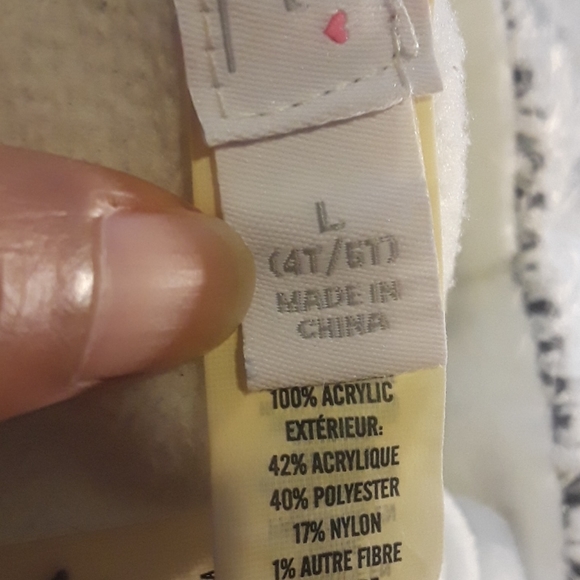 L
(4T/5T)
MADE IN
CHINA
100% ACRYLIC
EXTÉRIEUR:
42% ACRYLIQUE
40% POLYESTER
17% NYLON
1% AUTRE FIBRE